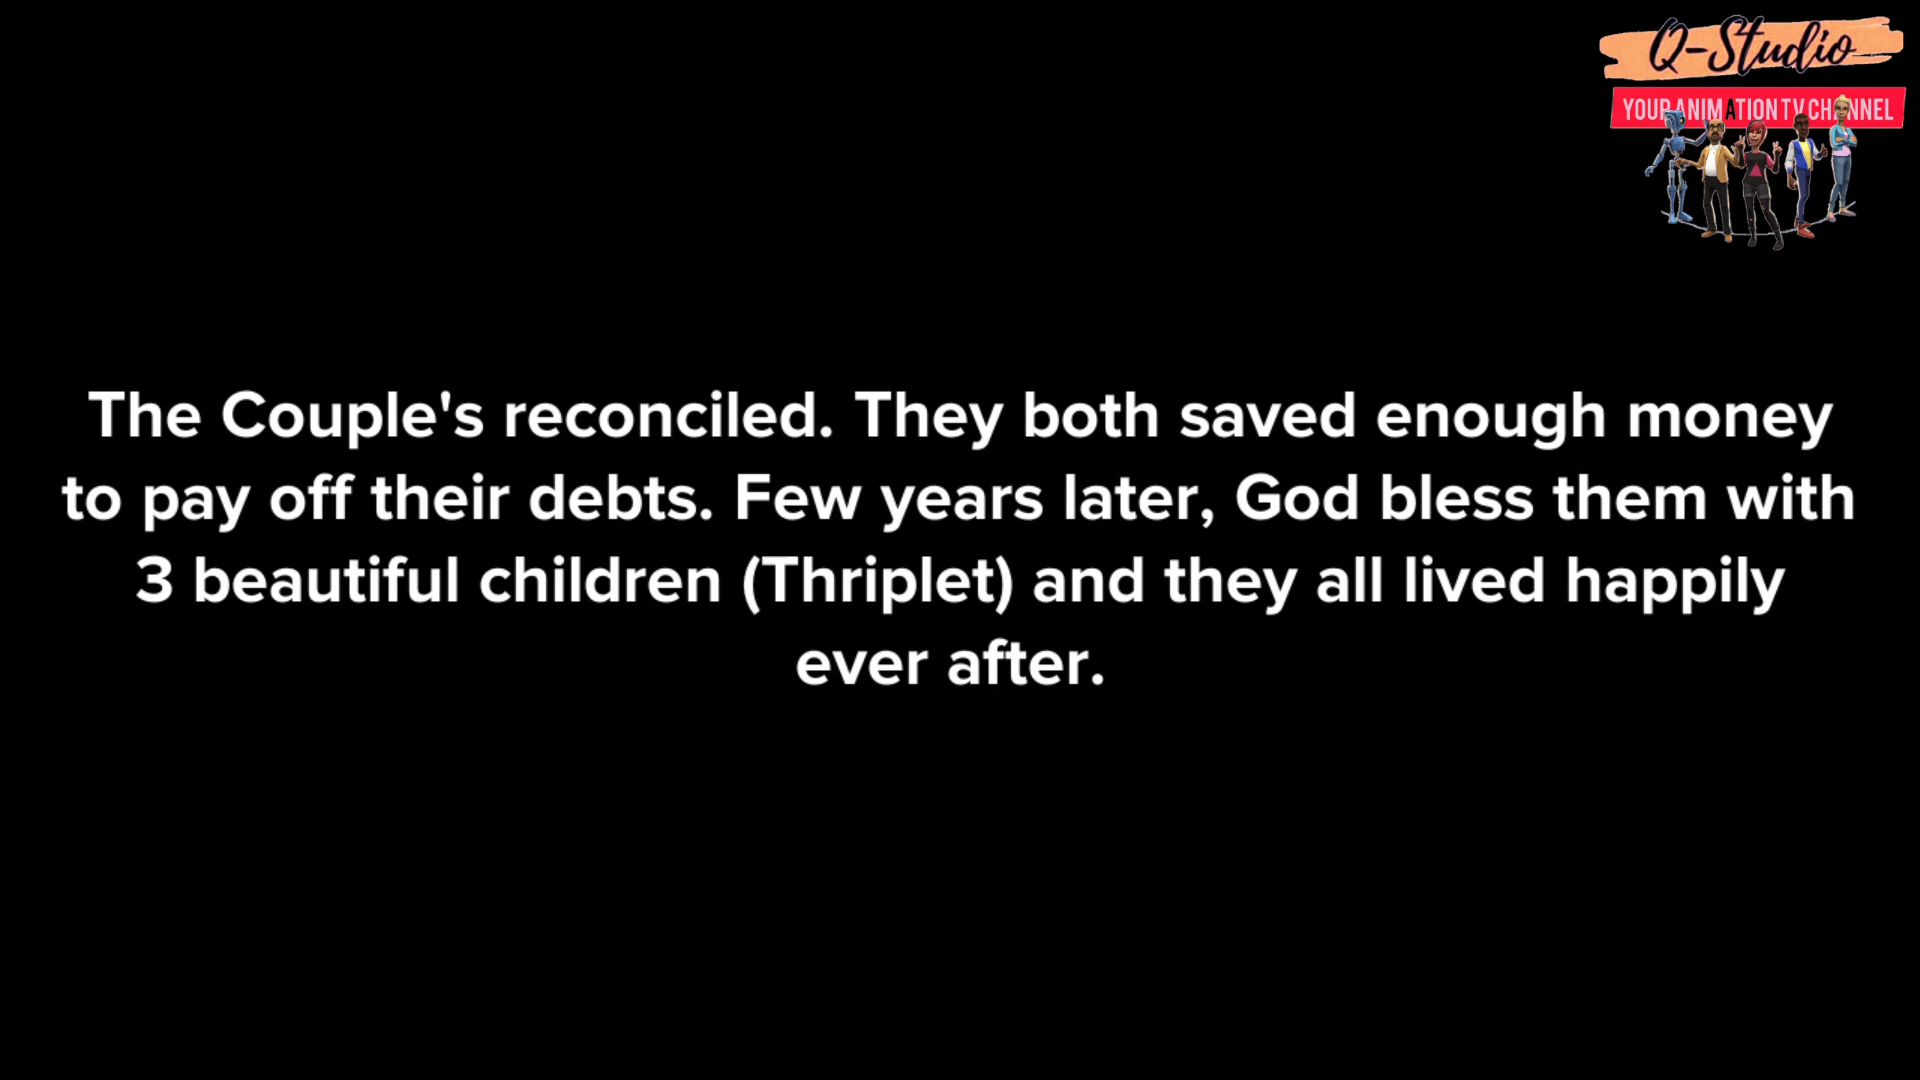 Q-Studio
YOUR ANIMATION TV CHANNEL
The Couple's reconciled. They both saved enough money
to pay off their debts. Few years later, God bless them with
3 beautiful children (Thriplet) and they all lived happily
ever after.